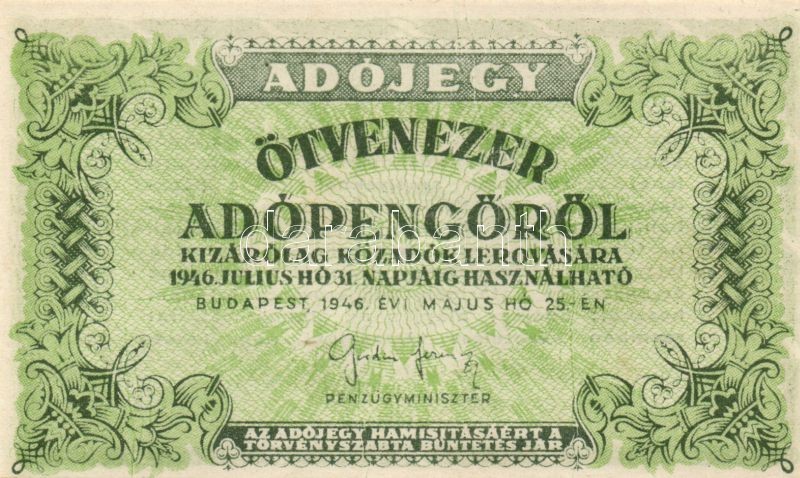 ADÓJEGY
ÖTVENEZER
ADÓPENGŐRŐL
KIZÁRÓLAG KÖZADÓK LEROVÁSÁRA
1946. JULIUS HÓ 31. NAPJÁIG HASZNÁLHATÓ
BUDAPEST, 1946. ÉVI MÁJUS HÓ 25.-ÉN
PÉNZÜGYMINISZTER
AZ ADÓJEGY HAMISITÁSÁÉRT A
TÖRVÉNYSZABTA BÜNTETÉS JÁR